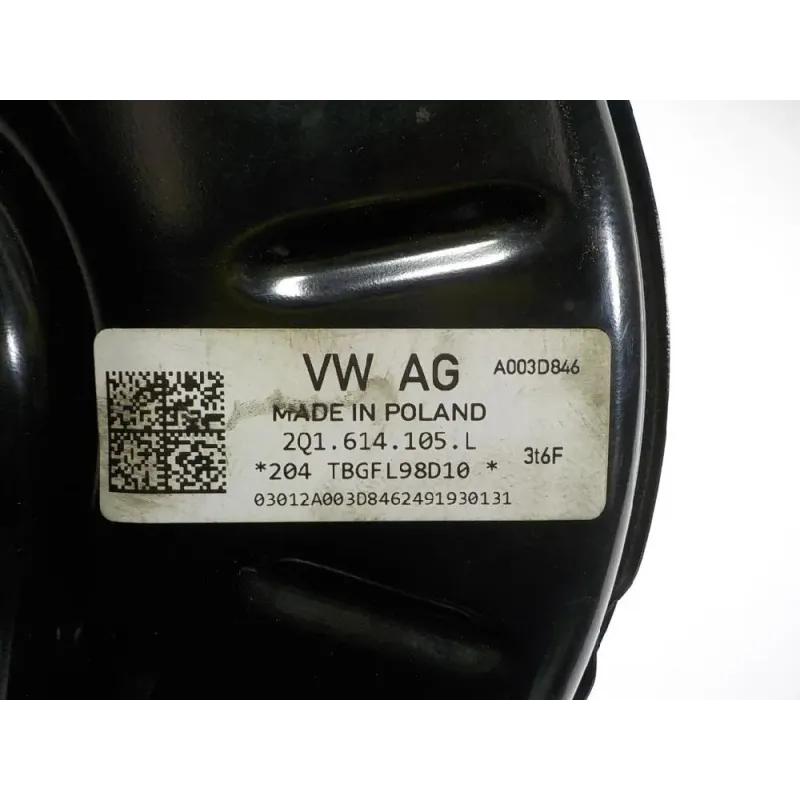 VW AG A003D846
MADE IN POLAND
2Q1.614.105.L
*204 TBGFL98D10 * 3t6F
03012A003D8462491930131